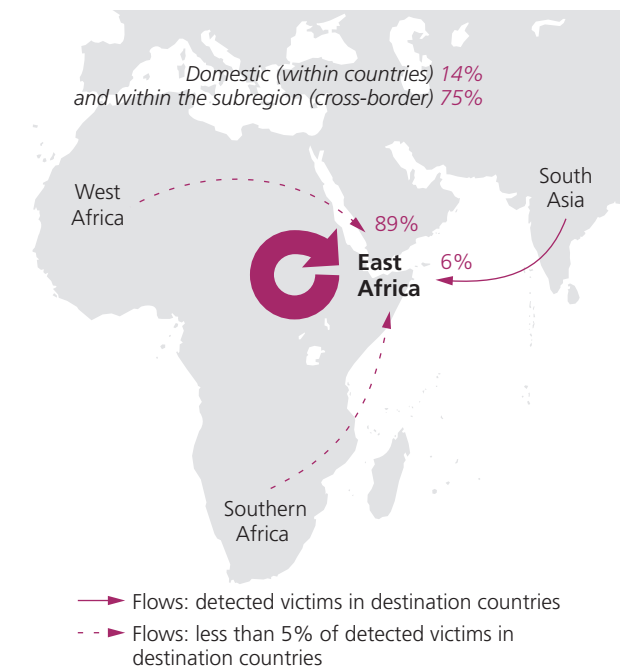 Domestic (within countries) 14%
and within the subregion (cross-border) 75%
West
Africa
South
Asia
89%
East
Africa
6%
Southern
Africa
Flows: detected victims in destination countries
Flows: less than 5% of detected victims in
destination countries